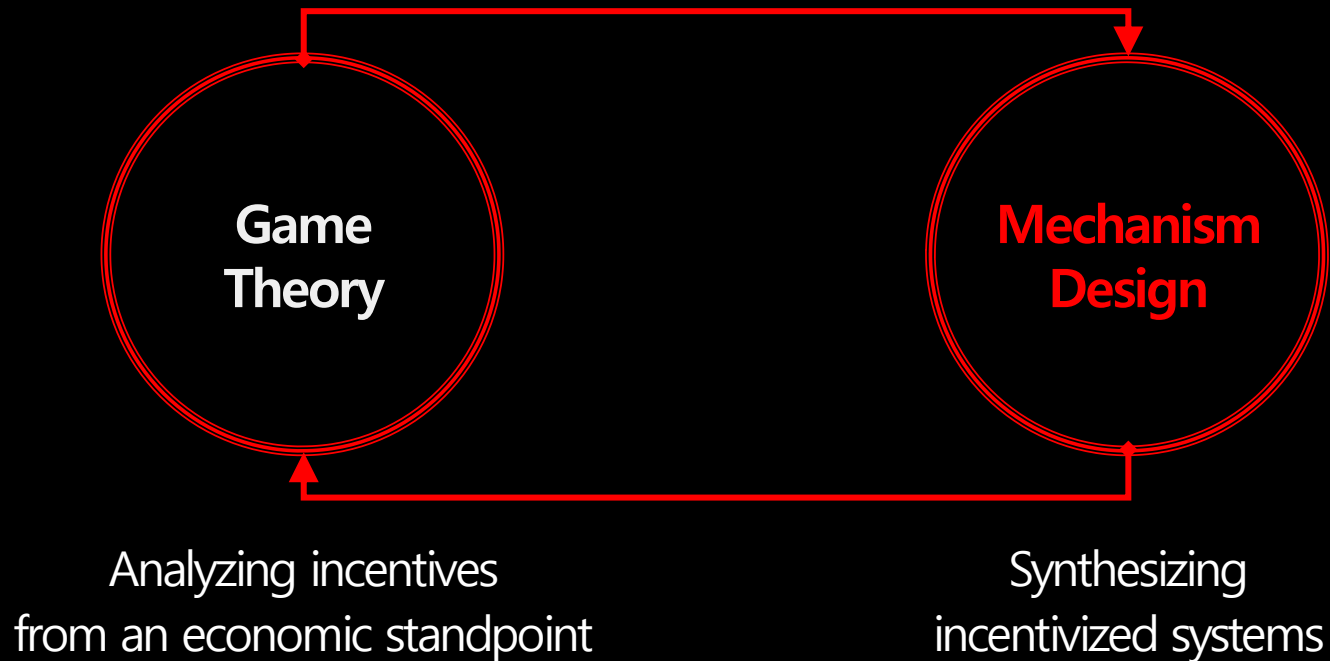 Game
Theory
Mechanism
Design
Analyzing incentives
from an economic standpoint
Synthesizing
incentivized systems